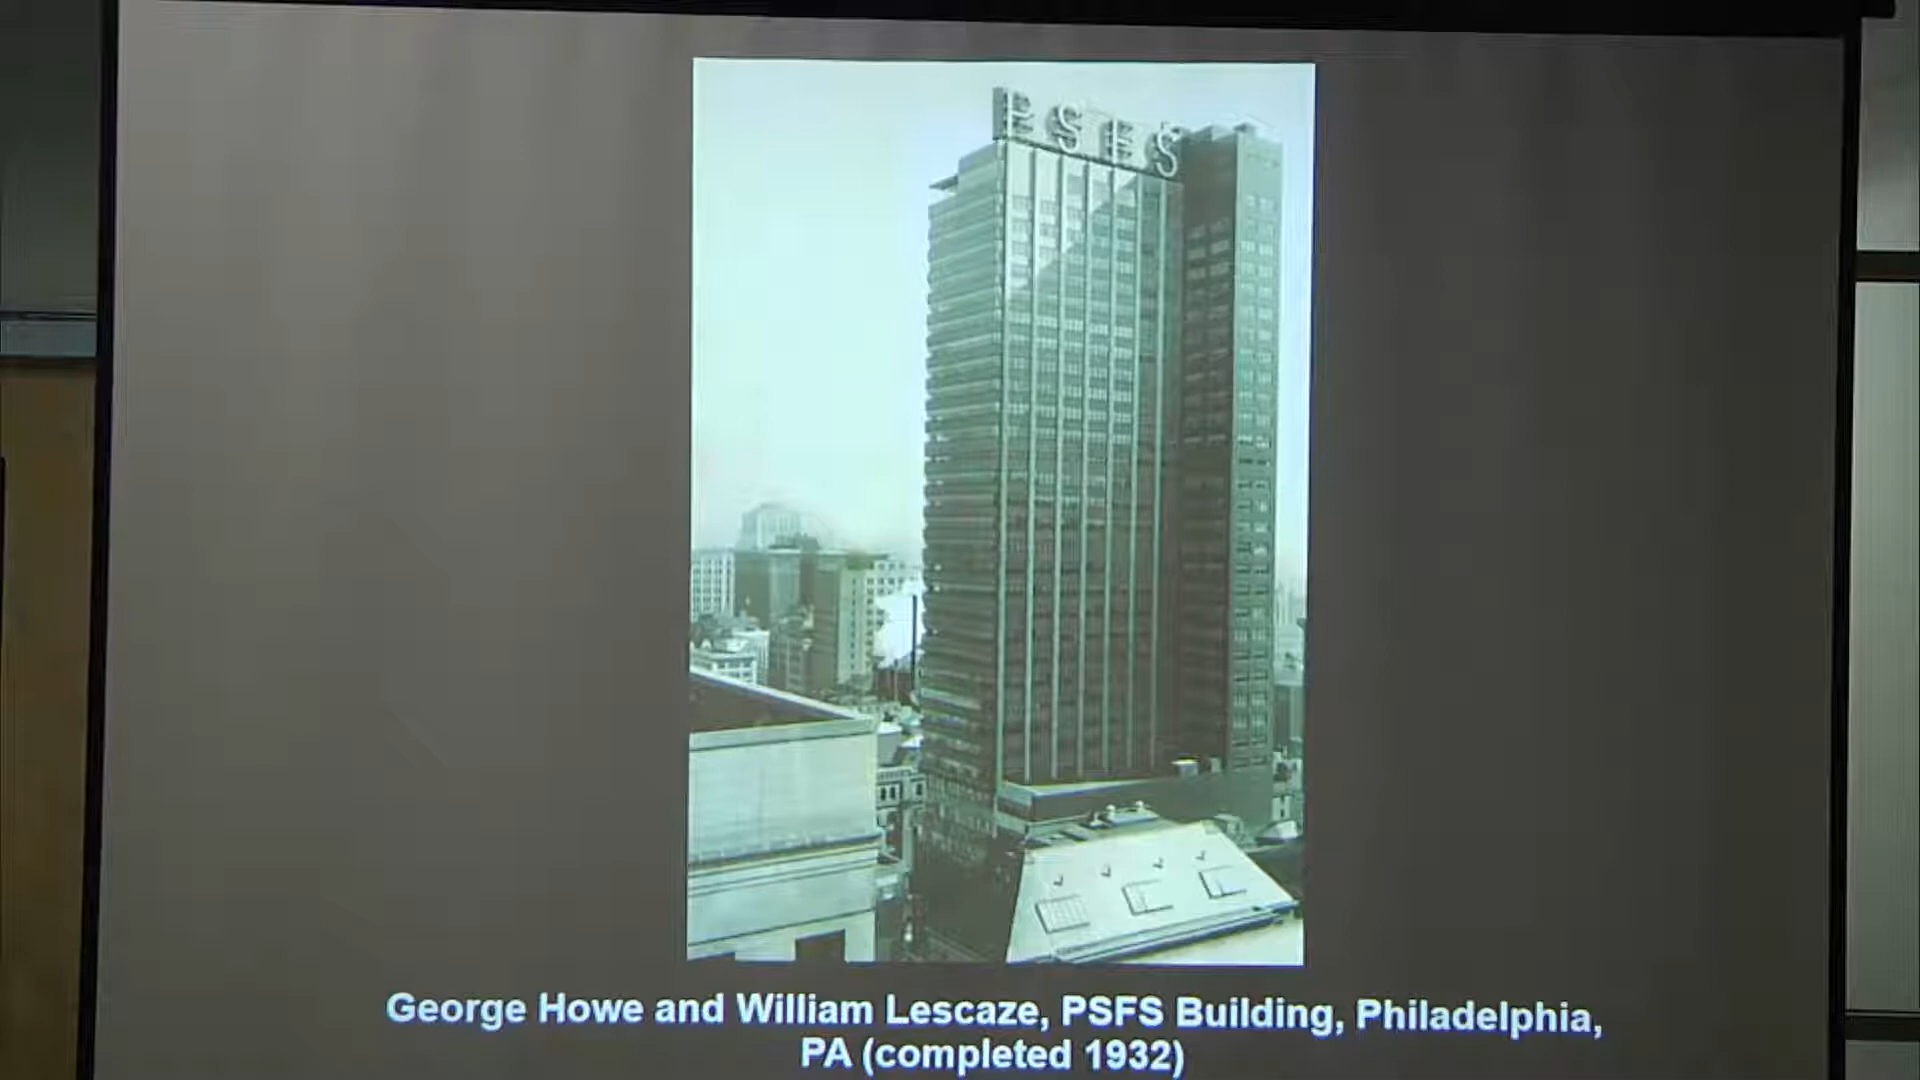 PSFS
George Howe and William Lescaze, PSFS Building, Philadelphia,
PA (completed 1932)